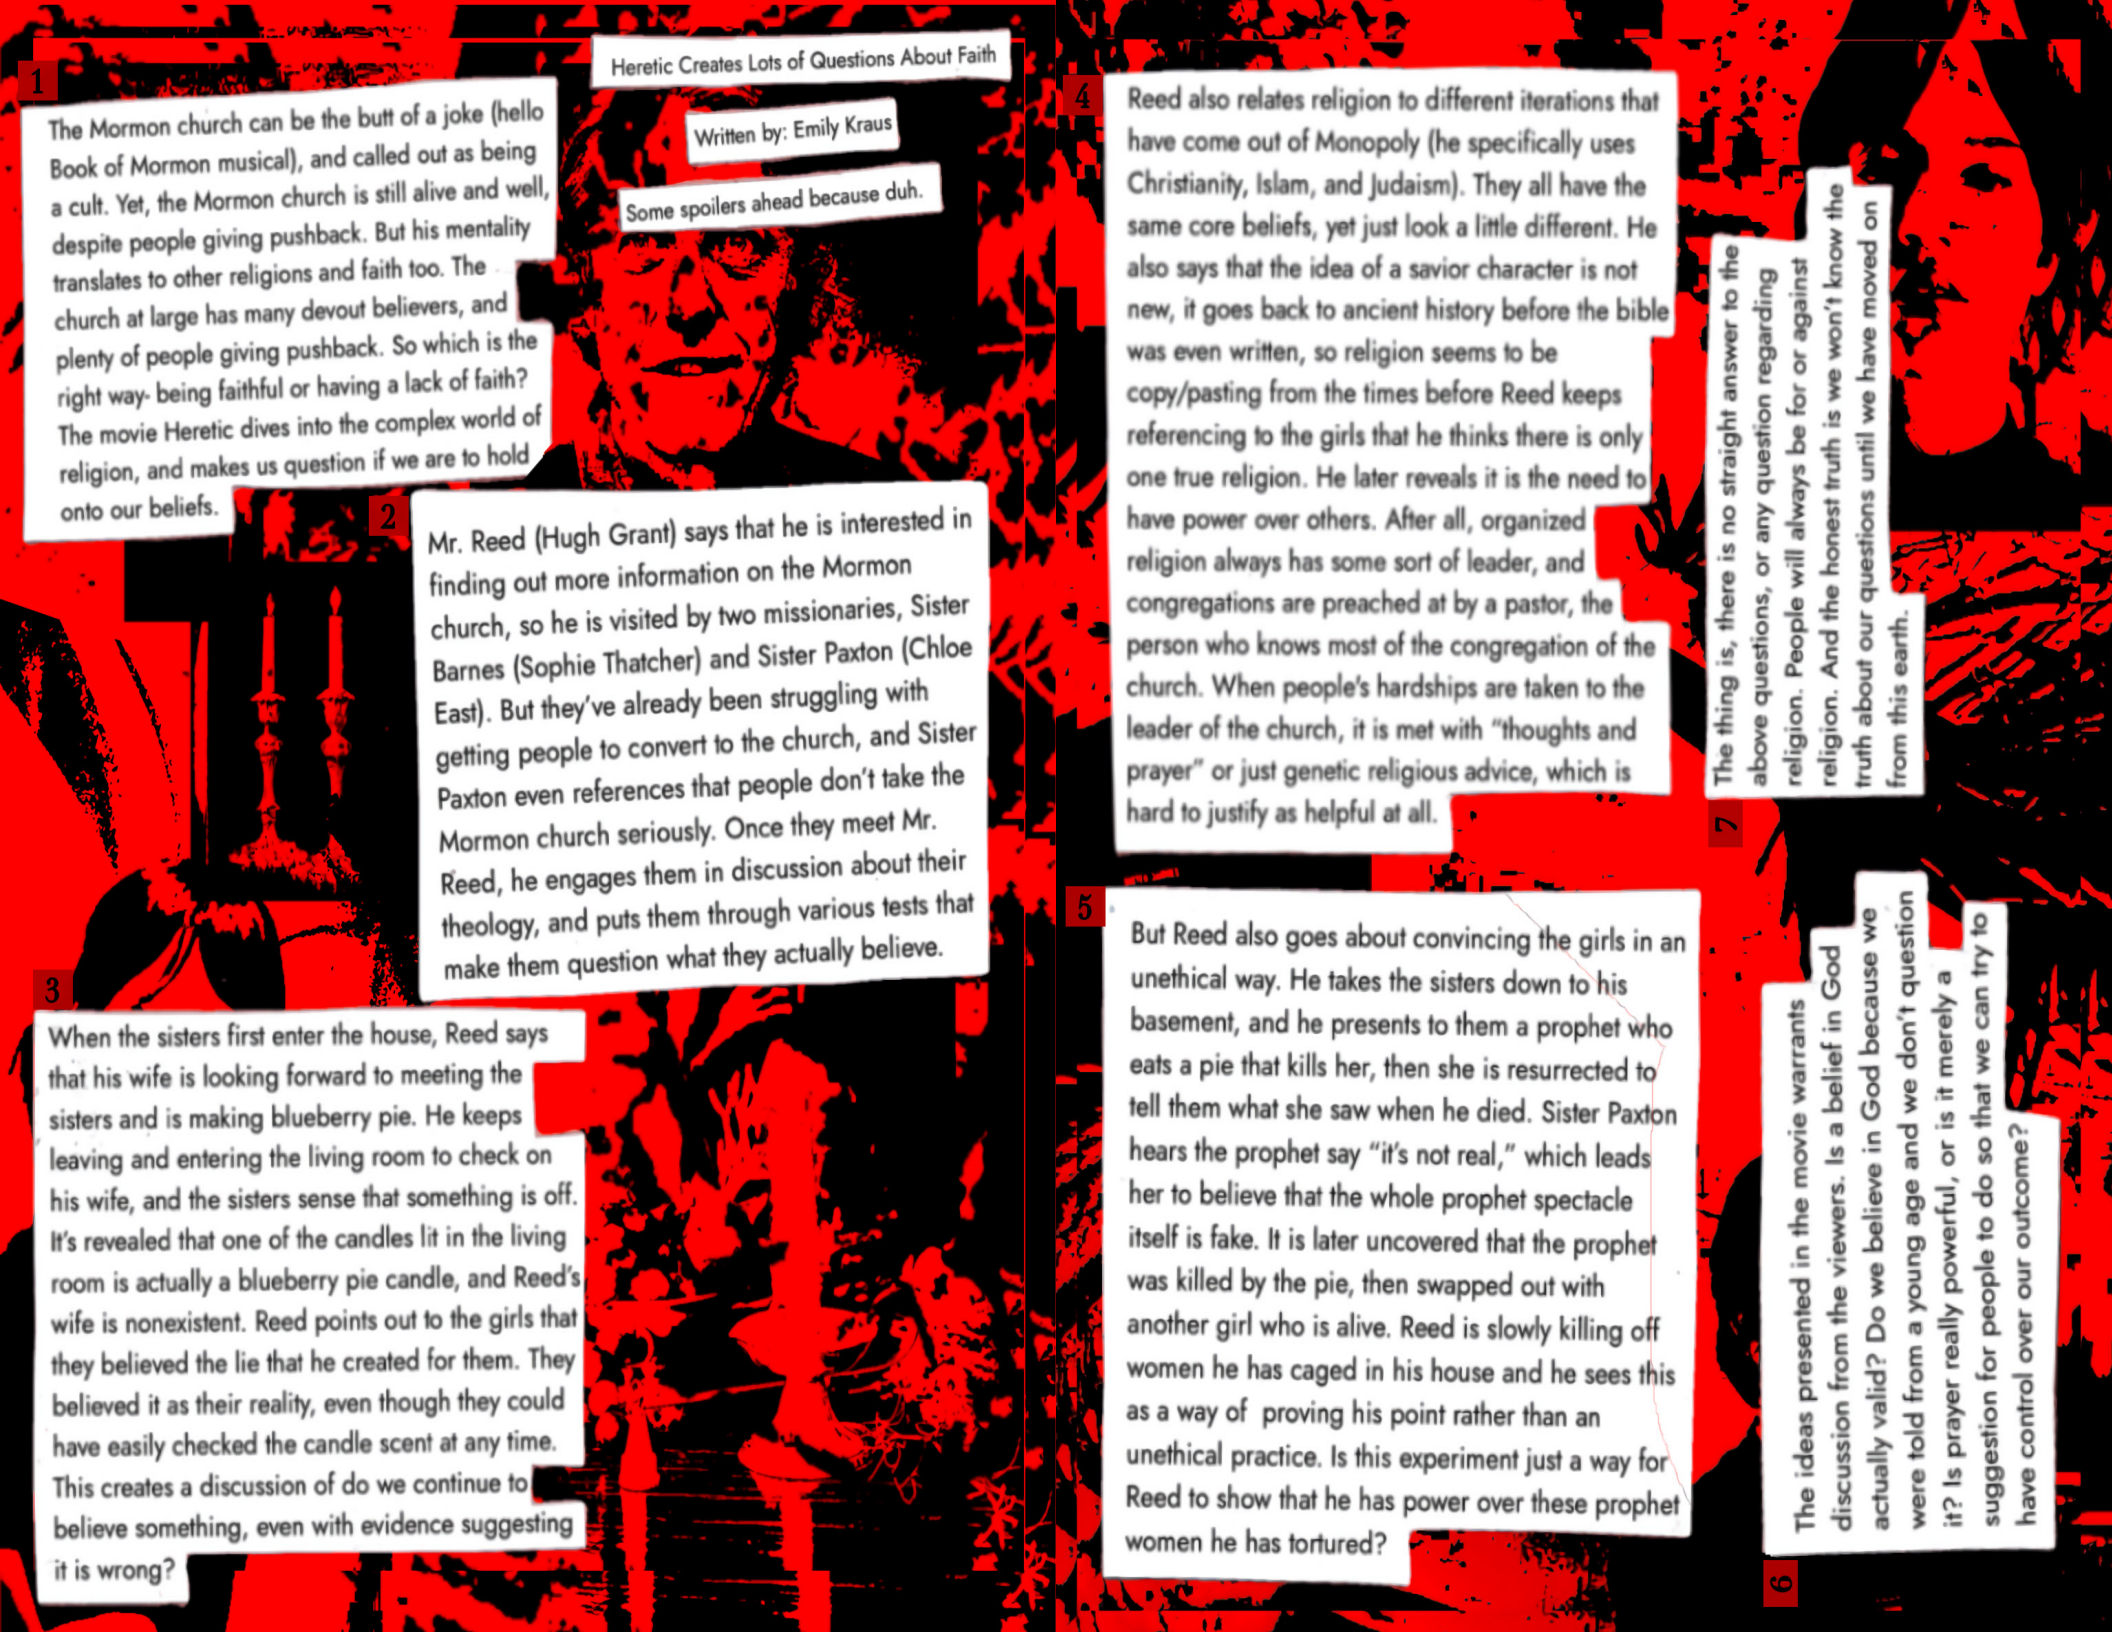 Heretic Creates Lots of Questions About Faith
Written by: Emily Kraus
Some spoilers ahead because duh.
1
The Mormon church can be the butt of a joke (hello
Book of Mormon musical), and called out as being
a cult. Yet, the Mormon church is still alive and well,
despite people giving pushback. But his mentality
translates to other religions and faith too. The
church at large has many devout believers, and
plenty of people giving pushback. So which is the
right way- being faithful or having a lack of faith?
The movie Heretic dives into the complex world of
religion, and makes us question if we are to hold
onto our beliefs.
2
Mr. Reed (Hugh Grant) says that he is interested in
finding out more information on the Mormon
church, so he is visited by two missionaries, Sister
Barnes (Sophie Thatcher) and Sister Paxton (Chloe
East). But they've already been struggling with
getting people to convert to the church, and Sister
Paxton even references that people don't take the
Mormon church seriously. Once they meet Mr.
Reed, he engages them in discussion about their
theology, and puts them through various tests that
make them question what they actually believe.
3
When the sisters first enter the house, Reed says
that his wife is looking forward to meeting the
sisters and is making blueberry pie. He keeps
leaving and entering the living room to check on
his wife, and the sisters sense that something is off.
It's revealed that one of the candles lit in the living
room is actually a blueberry pie candle, and Reed's
wife is nonexistent. Reed points out to the girls that
they believed the lie that he created for them. They
believed it as their reality, even though they could
have easily checked the candle scent at any time.
This creates a discussion of do we continue to
believe something, even with evidence suggesting
it is wrong?
4
Reed also relates religion to different iterations that
have come out of Monopoly (he specifically uses
Christianity, Islam, and Judaism). They all have the
same core beliefs, yet just look a little different. He
also says that the idea of a savior character is not
new, it goes back to ancient history before the bible
was even written, so religion seems to be
copy/pasting from the times before Reed keeps
referencing to the girls that he thinks there is only
one true religion. He later reveals it is the need to
have power over others. After all, organized
religion always has some sort of leader, and
congregations are preached at by a pastor, the
person who knows most of the congregation of the
church. When people's hardships are taken to the
leader of the church, it is met with "thoughts and
prayer" or just genetic religious advice, which is
hard to justify as helpful at all.
5
But Reed also goes about convincing the girls in an
unethical way. He takes the sisters down to his
basement, and he presents to them a prophet who
eats a pie that kills her, then she is resurrected to
tell them what she saw when he died. Sister Paxton
hears the prophet say "it's not real," which leads
her to believe that the whole prophet spectacle
itself is fake. It is later uncovered that the prophet
was killed by the pie, then swapped out with
another girl who is alive. Reed is slowly killing off
women he has caged in his house and he sees this
as a way of proving his point rather than an
unethical practice. Is this experiment just a way for
Reed to show that he has power over these prophet
women he has tortured?
6
The ideas presented in the movie warrants
discussion from the viewers. Is a belief in God
actually valid? Do we believe in God because we
were told from a young age and we don't question
it? Is prayer really powerful, or is it merely a
suggestion for people to do so that we can try to
have control over our outcome?
7
The thing is, there is no straight answer to the
above questions, or any question regarding
religion. People will always be for or against
religion. And the honest truth is we won't know the
truth about our questions until we have moved on
from this earth.